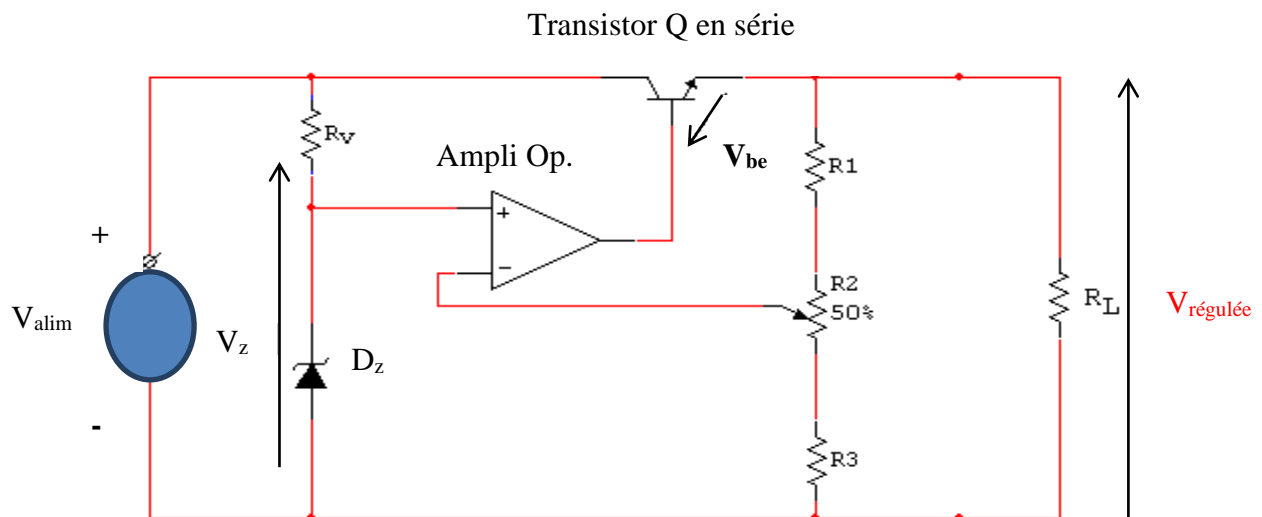 Transistor Q en série
Rv
Ampli Op.
Vbe
R1
+
+
−
R2
50%
RL
Valim
Vz
Dz
Vrégulée
-
R3